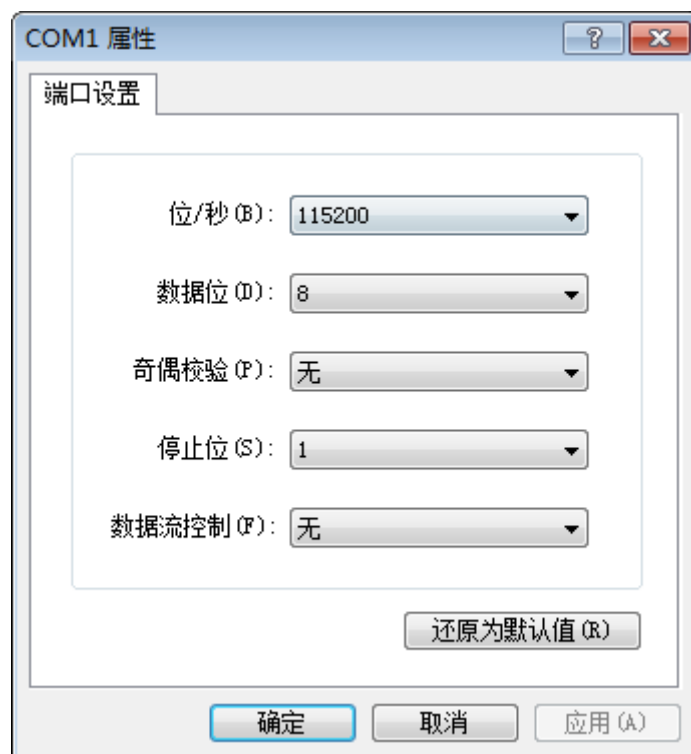 COM1 属性
端口设置
位/秒(B): 115200
数据位(D): 8
奇偶校验(P): 无
停止位(S): 1
数据流控制(F): 无
还原为默认值(R)
确定 取消 应用(A)